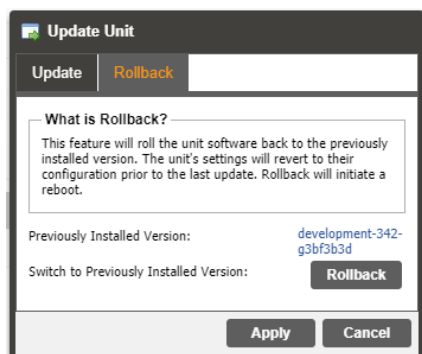 Update Unit
Update
Rollback
What is Rollback?
This feature will roll the unit software back to the previously
installed version. The unit's settings will revert to their
configuration prior to the last update. Rollback will initiate a
reboot.
Previously Installed Version:
development-342-
g3bf3b3d
Switch to Previously Installed Version:
Rollback
Apply
Cancel